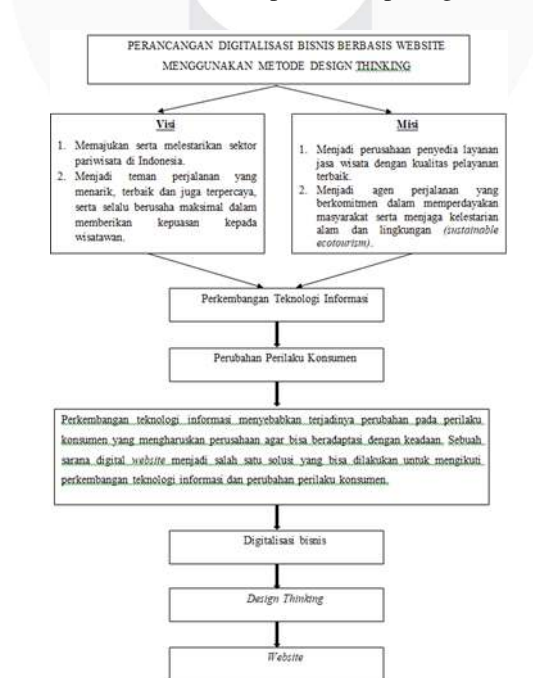 PERANCANGAN DIGITALISASI BISNIS BERBASIS WEBSITE
MENGGUNAKAN METODE DESIGN THINKING
Visi
1. Memajukan serta melestarikan sektor
pariwisata di Indonesia.
2. Menjadi teman perjalanan yang
menarik, terbaik dan juga terpercaya,
serta selalu berusaha maksimal dalam
memberikan kepuasan kepada
wisatawan.
Misi
1. Menjadi perusahaan penyedia layanan
jasa wisata dengan kualitas pelayanan
terbaik.
2. Menjadi agen perjalanan yang
berkomitmen dalam memperdayakan
masyarakat serta menjaga kelestarian
alam dan lingkungan (sustainable
ecotourism).
Perkembangan Teknologi Informasi
Perubahan Perilaku Konsumen
Perkembangan teknologi informasi menyebabkan terjadinya perubahan pada perilaku
konsumen yang mengharuskan perusahaan agar bisa beradaptasi dengan keadaan. Sebuah
sarana digital website menjadi salah satu solusi yang bisa dilakukan untuk mengikuti
perkembangan teknologi informasi dan perubahan perilaku konsumen.
Digitalisasi bisnis
Design Thinking
Website